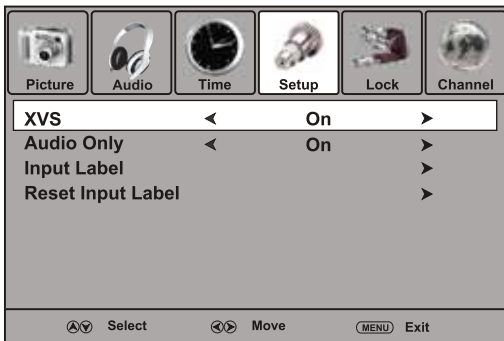 Picture Audio Time Setup Lock Channel
XVS On
Audio Only On
Input Label
Reset Input Label
Select Move MENU Exit